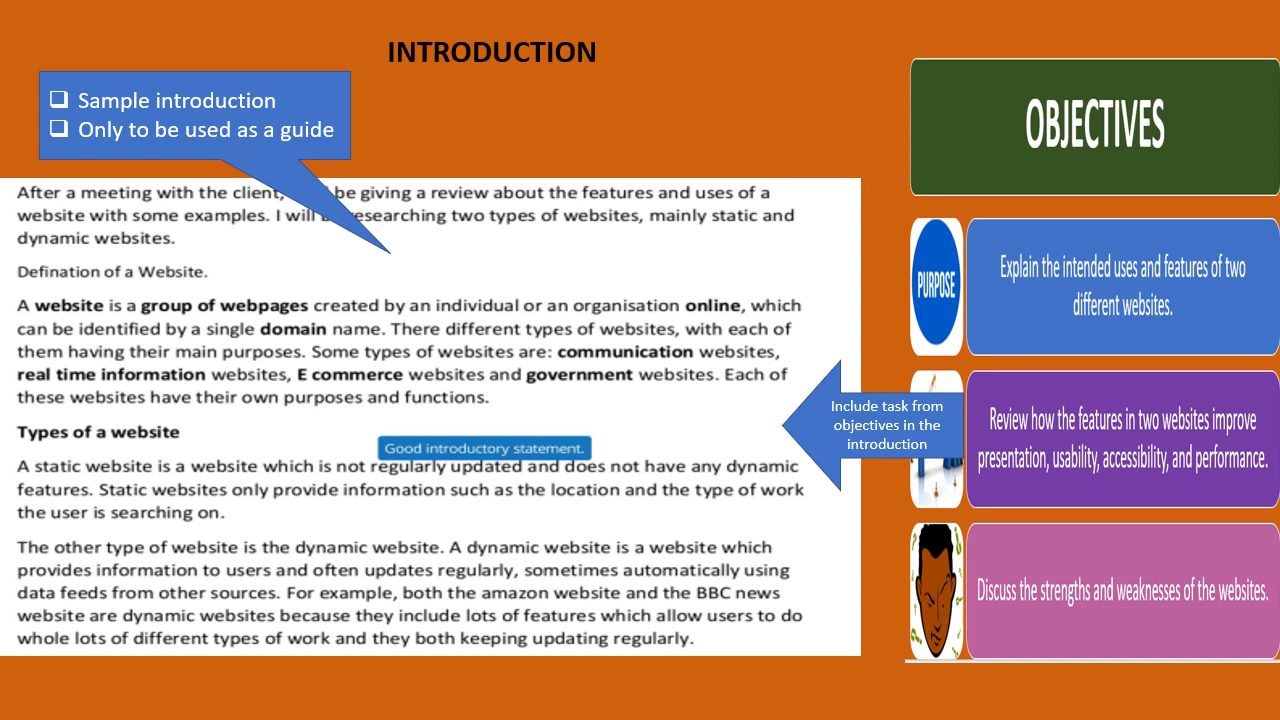 INTRODUCTION
Sample introduction
Only to be used as a guide
After a meeting with the client, be giving a review about the features and uses of a
website with some examples. I will researching two types of websites, mainly static and
dynamic websites.
Defination of a Website.
A website is a group of webpages created by an individual or an organisation online, which
can be identified by a single domain name. There different types of websites, with each of
them having their main purposes. Some types of websites are: communication websites,
real time information websites, E commerce websites and government websites. Each of
these websites have their own purposes and functions.
Types of a website
Good introductory statement.
A static website is a website which is not regularly updated and does not have any dynamic
features. Static websites only provide information such as the location and the type of work
the user is searching on.
The other type of website is the dynamic website. A dynamic website is a website which
provides information to users and often updates regularly, sometimes automatically using
data feeds from other sources. For example, both the amazon website and the BBC news
website are dynamic websites because they include lots of features which allow users to do
whole lots of different types of work and they both keeping updating regularly.
Include task from
objectives in the
introduction
OBJECTIVES
PURPOSE
Explain the intended uses and features of two
different websites.
Review how the features in two websites improve
presentation, usability, accessibility, and performance.
Discuss the strengths and weaknesses of the websites.